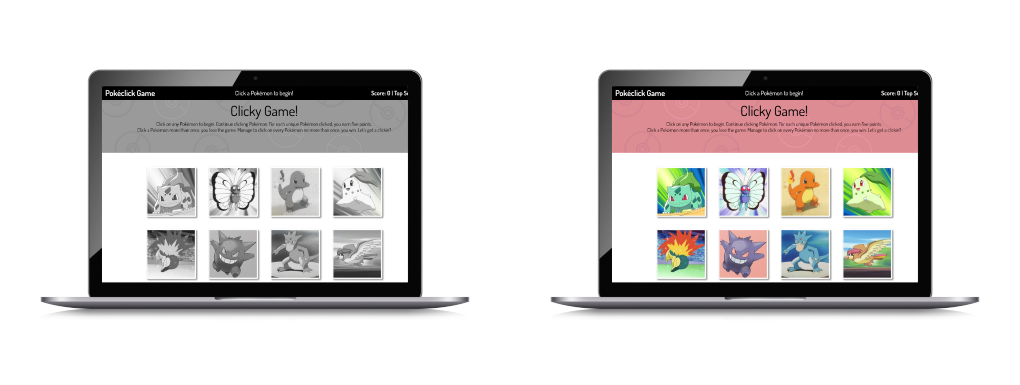 Pokéclick Game
Click a Pokémon to begin!
Score: 0 | Top Sc
Clicky Game!
Click on any Pokémon to begin. Continue clicking Pokémon. For each unique Pokémon clicked, you earn five points.
Click a Pokémon more than once, you lose the game. Manage to click on every Pokémon no more than once, you win. Let's get a clickin'!
Pokéclick Game
Click a Pokémon to begin!
Score: 0 | Top Sc
Clicky Game!
Click on any Pokémon to begin. Continue clicking Pokémon. For each unique Pokémon clicked, you earn five points.
Click a Pokémon more than once, you lose the game. Manage to click on every Pokémon no more than once, you win. Let's get a clickin'!